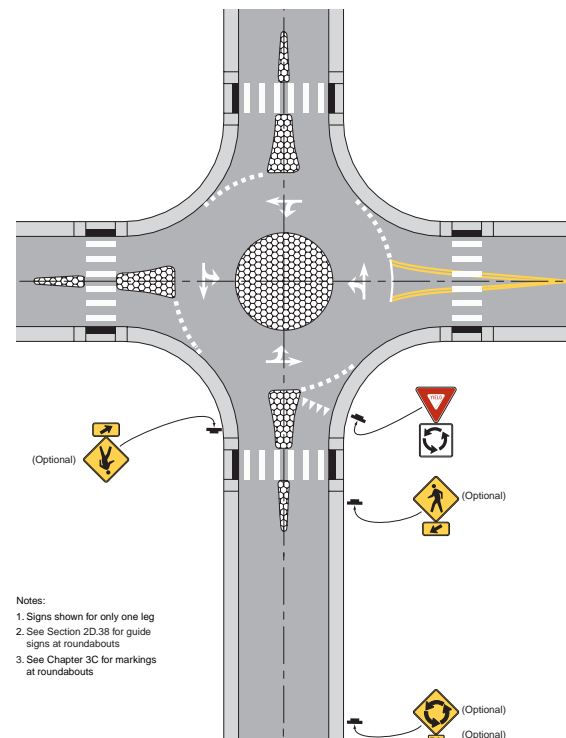 YIELD
(Optional)
(Optional)
Notes:
1. Signs shown for only one leg
2. See Section 2D.38 for guide
signs at roundabouts
3. See Chapter 3C for markings
at roundabouts
(Optional)
(Optional)